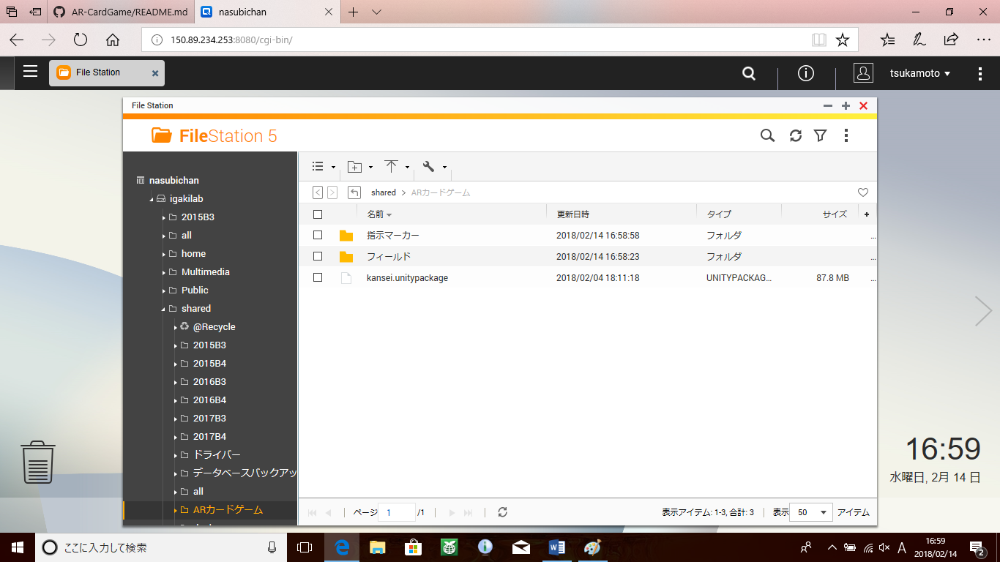 AR-CardGame/README.md
nasubichan
150.89.234.253:8080/cgi-bin/
File Station
tsukamoto
File Station
FileStation 5
nasubichan
igakilab
2015B3
all
home
Multimedia
Public
shared
@Recycle
2015B3
2015B4
2016B3
2016B4
2017B3
2017B4
ドライバー
データベースバックアッ
all
ARカードゲーム
shared > ARカードゲーム
名前 更新日時 タイプ サイズ +
指示マーカー 2018/02/14 16:58:58 フォルダ ...
フィールド 2018/02/14 16:58:23 フォルダ ...
kansei.unitypackage 2018/02/04 18:11:18 UNITYPACKAG... 87.8 MB ...
ページ 1 /1
表示アイテム: 1-3, 合計: 3 表示 50 アイテム
16:59
水曜日, 2月 14 日
ここに入力して検索
A
16:59
2018/02/14
2